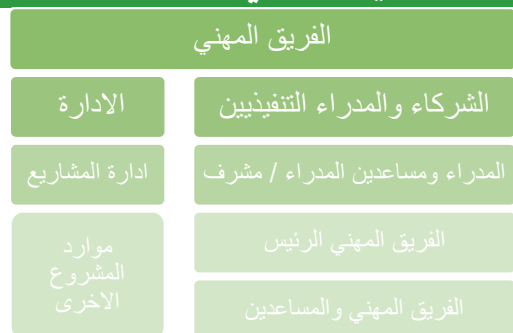 الفريق المهني
الشركاء والمدراء التنفيذيين
الادارة
المدراء ومساعدين المدراء / مشرف
ادارة المشاريع
الفريق المهني الرئيس
الفريق المهني والمساعدين
موارد
المشروع
الاخرى